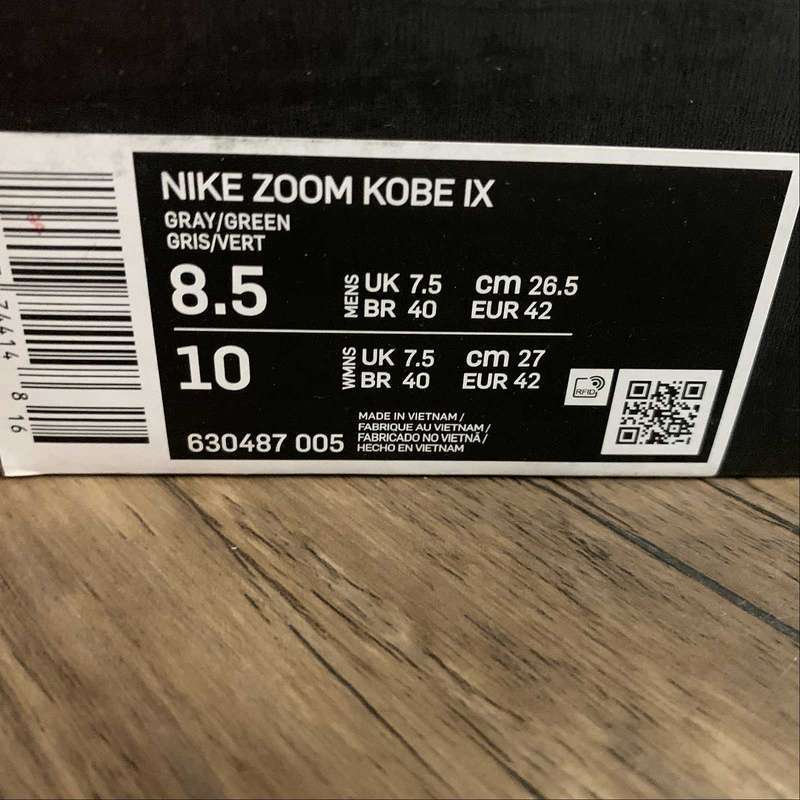 NIKE ZOOM KOBE IX
GRAY/GREEN
GRIS/VERT
8.5 MENS UK 7.5 cm 26.5
BR 40 EUR 42
10 WMNS UK 7.5 cm 27
BR 40 EUR 42
RFID
630487 005
MADE IN VIETNAM /
FABRIQUE AU VIETNAM /
FABRICADO NO VIETNÃ /
HECHO EN VIETNAM
74414 816